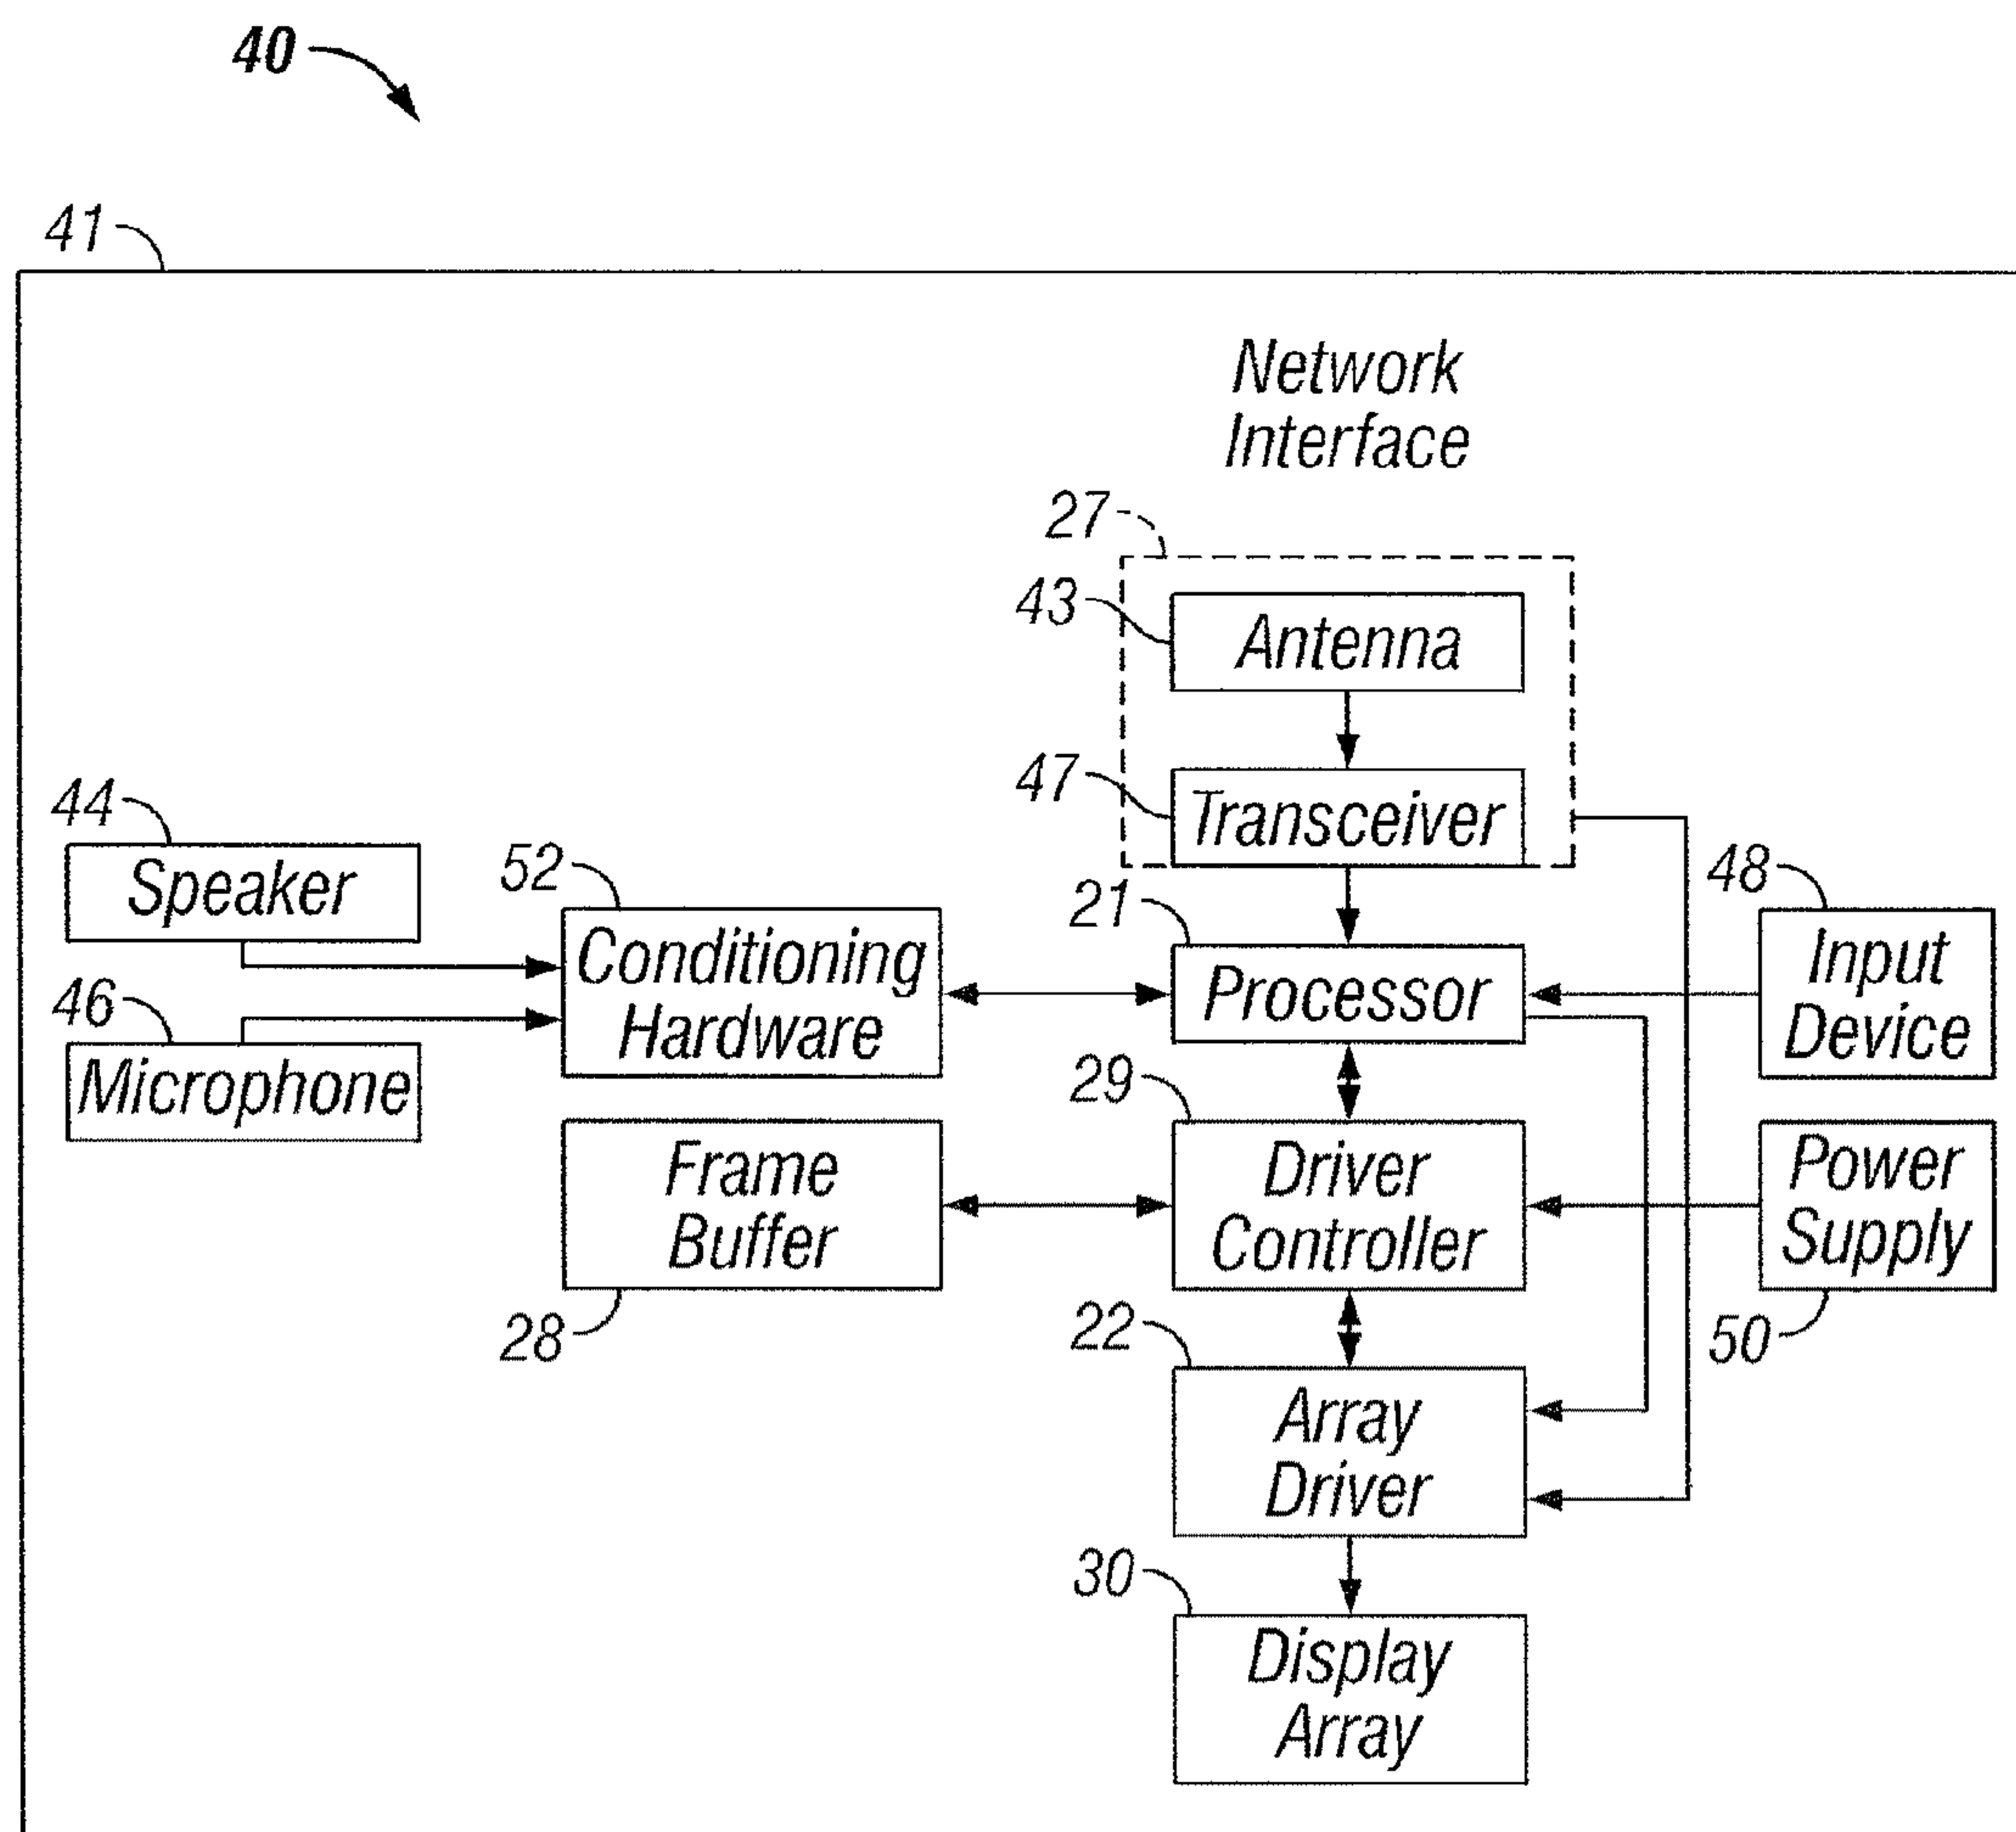 40
41
Network
Interface
27
43
Antenna
47
Transceiver
44
Speaker
52
Conditioning
Hardware
21
Processor
48
Input
Device
46
Microphone
29
Frame
Buffer
28
Driver
Controller
Power
Supply
50
22
Array
Driver
30
Display
Array